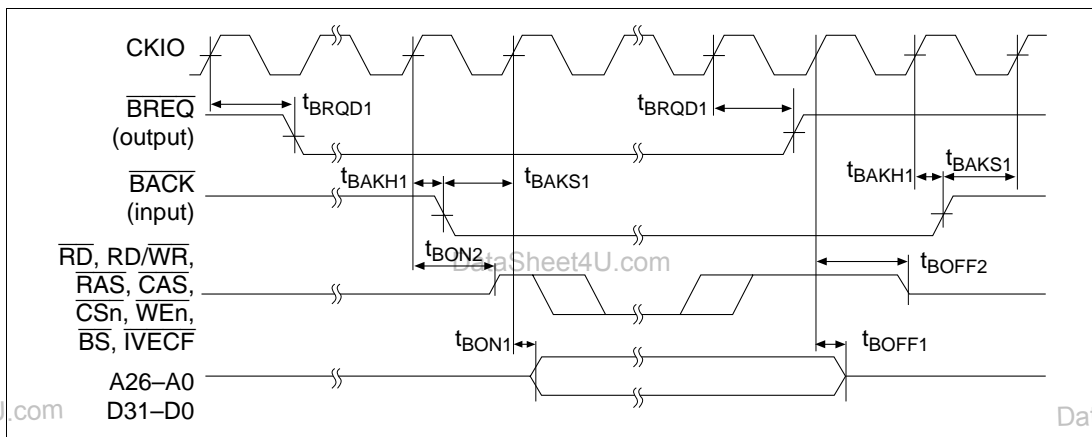 CKIO
BREQ
(output)
tBRQD1
tBRQD1
BACK
(input)
tBAKH1
tBAKS1
tBAKH1
tBAKS1
RD, RD/WR,
RAS, CAS,
CSn, WEn,
BS, IVECF
tBON2
DataSheet4U.com
tBOFF2
tBON1
tBOFF1
A26–A0
D31–D0
U.com
Dat